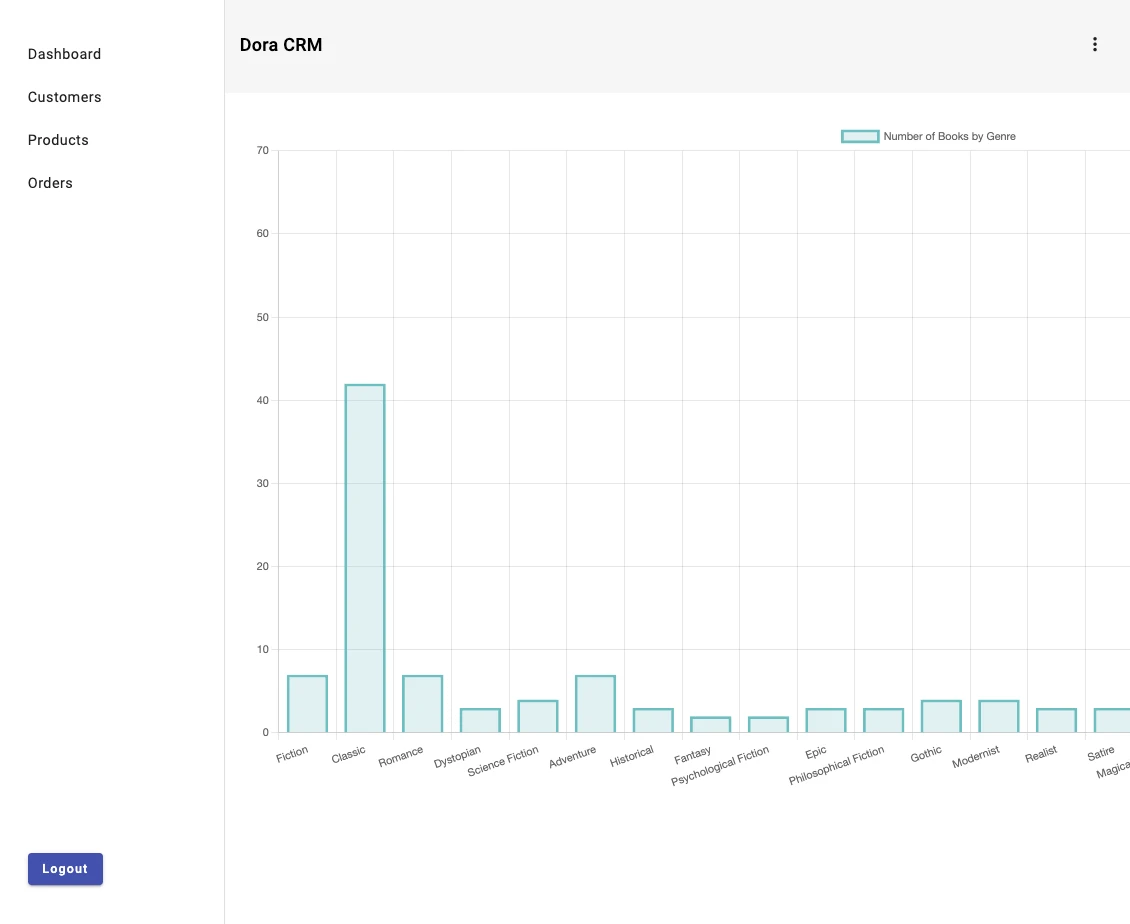 Dashboard
Customers
Products
Orders
Logout
Dora CRM
Number of Books by Genre
70
60
50
40
30
20
10
0
Fiction
Classic
Romance
Dystopian
Science Fiction
Adventure
Historical
Fantasy
Psychological Fiction
Epic
Philosophical Fiction
Gothic
Modernist
Realist
Satire
Magica